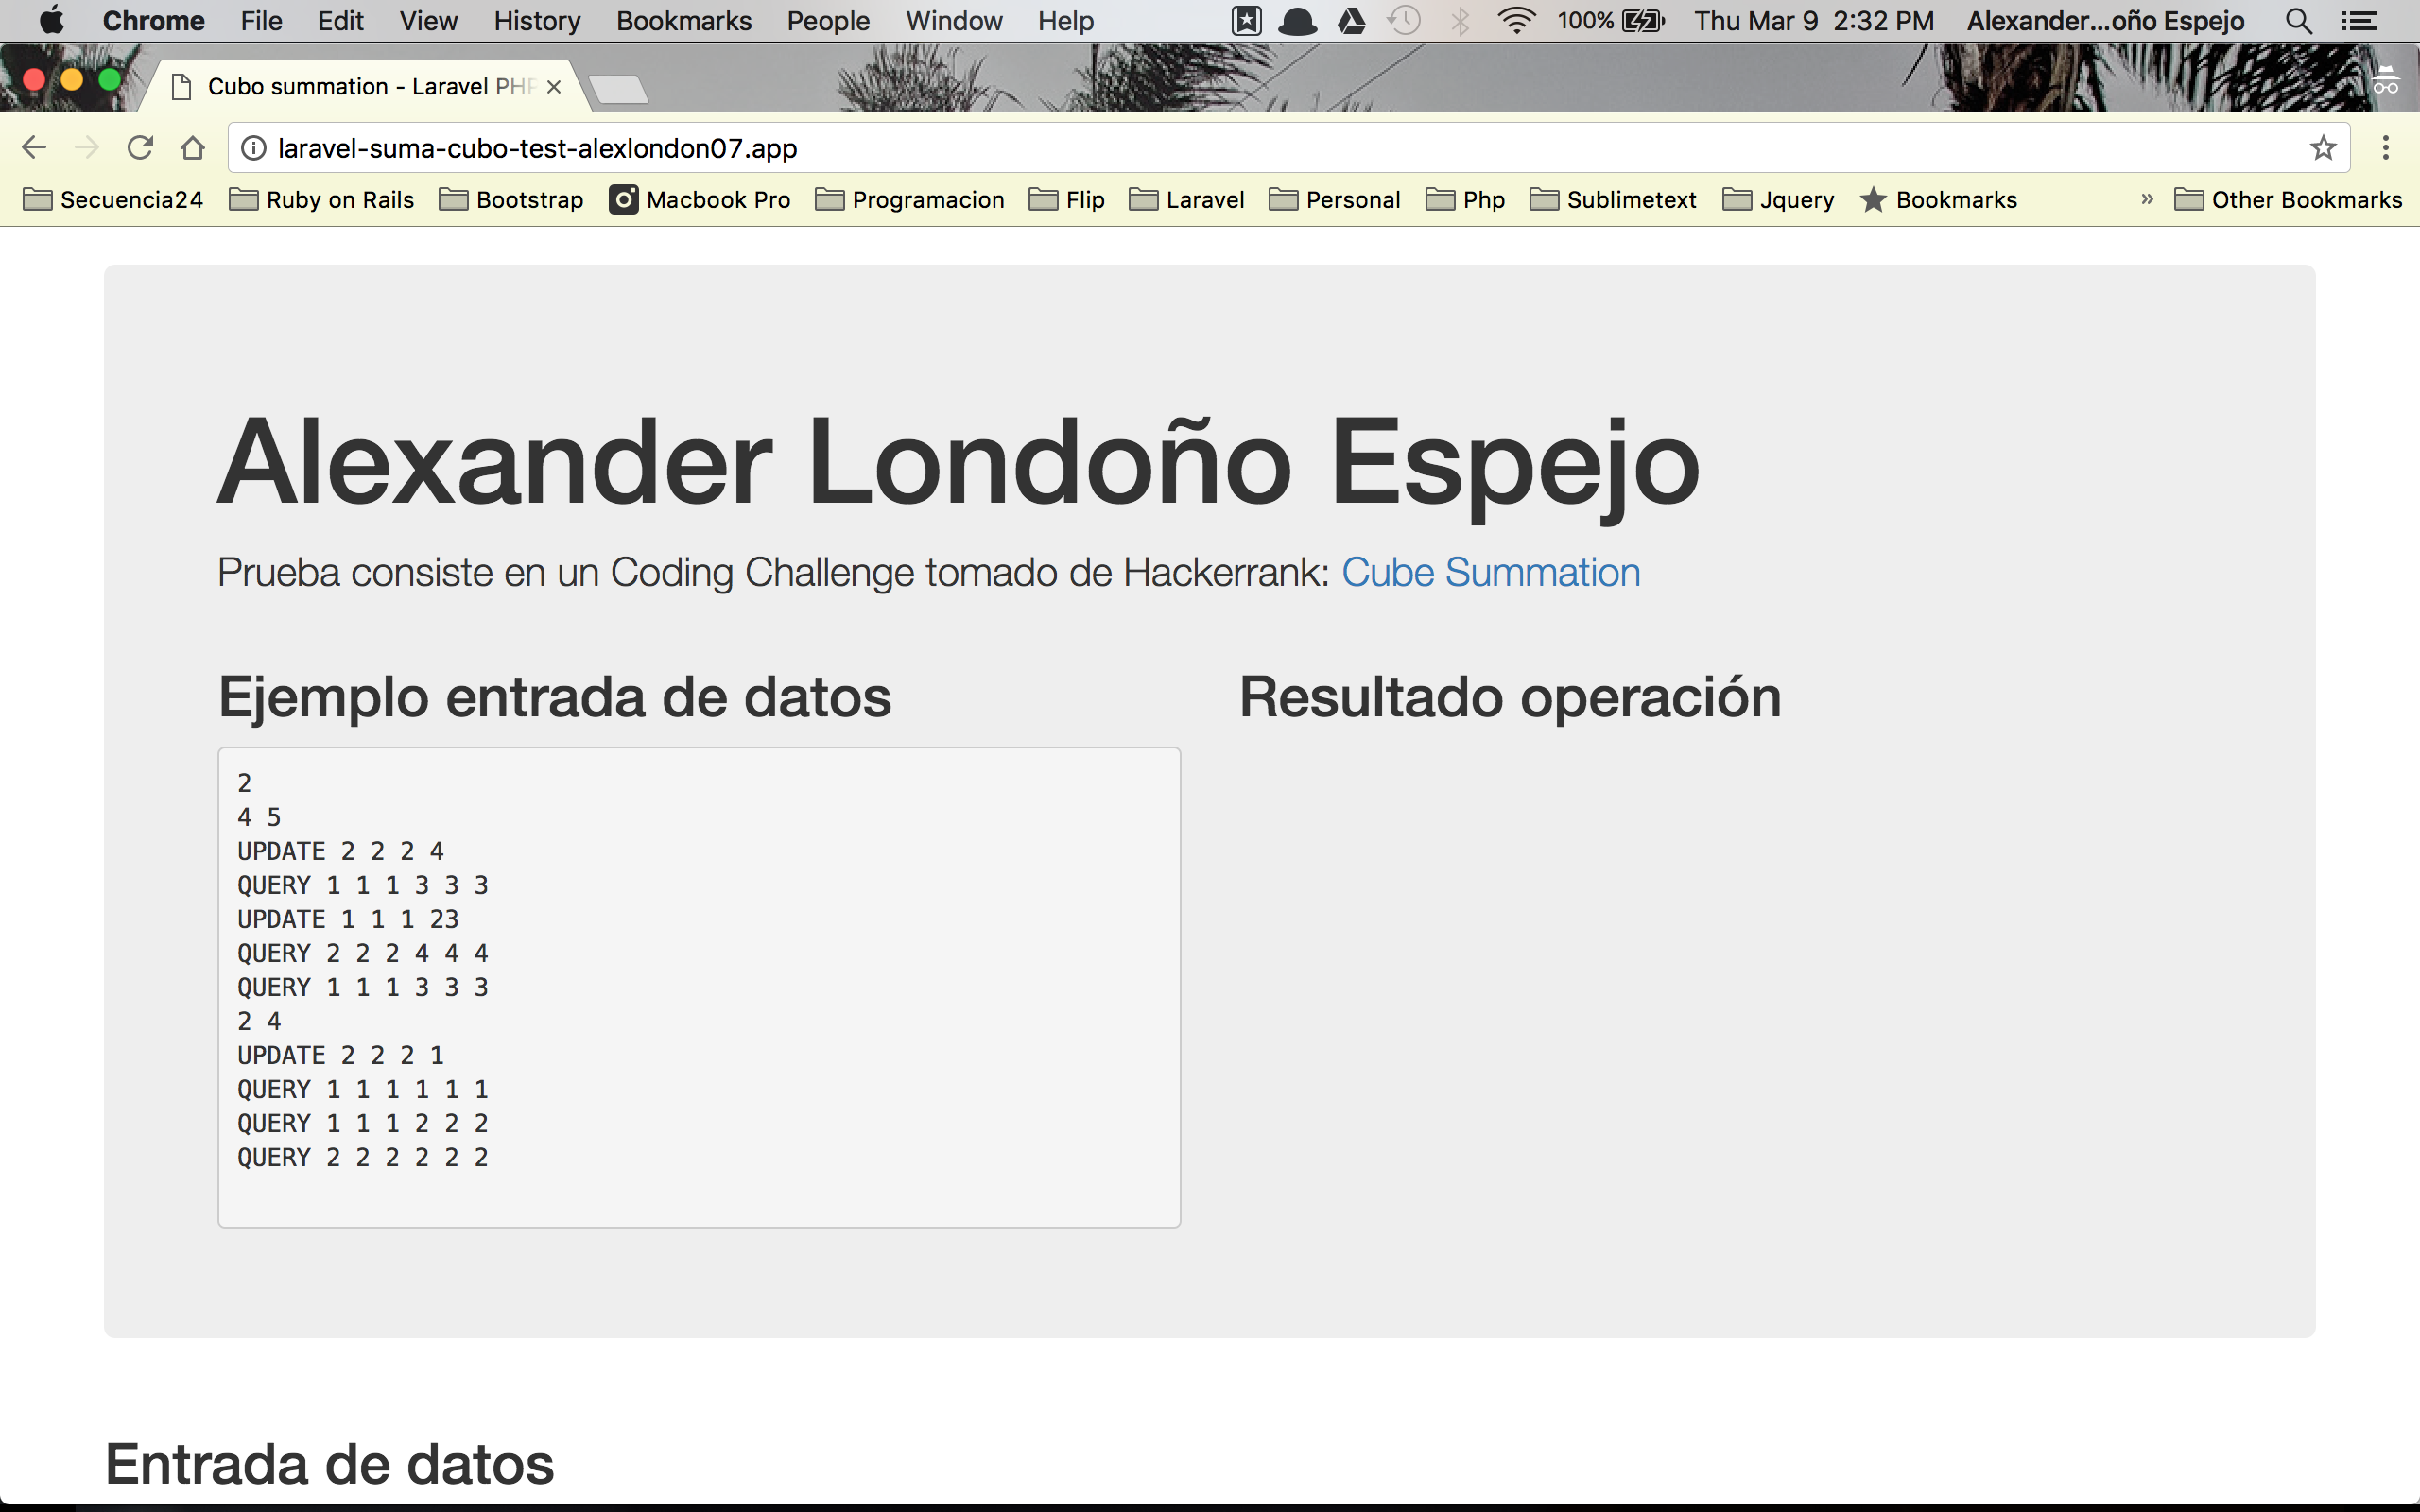 Chrome File Edit View History Bookmarks People Window Help 100% Thu Mar 9 2:32 PM Alexander...oño Espejo
Cubo summation - Laravel PHP
laravel-suma-cubo-test-alexlondon07.app
Secuencia24 Ruby on Rails Bootstrap Macbook Pro Programacion Flip Laravel Personal Php Sublimetext Jquery Bookmarks » Other Bookmarks
Alexander Londoño Espejo
Prueba consiste en un Coding Challenge tomado de Hackerrank: Cube Summation
Ejemplo entrada de datos
2
4 5
UPDATE 2 2 2 4
QUERY 1 1 1 3 3 3
UPDATE 1 1 1 23
QUERY 2 2 2 4 4 4
QUERY 1 1 1 3 3 3
2 4
UPDATE 2 2 2 1
QUERY 1 1 1 1 1 1
QUERY 1 1 1 2 2 2
QUERY 2 2 2 2 2 2
Resultado operación
Entrada de datos